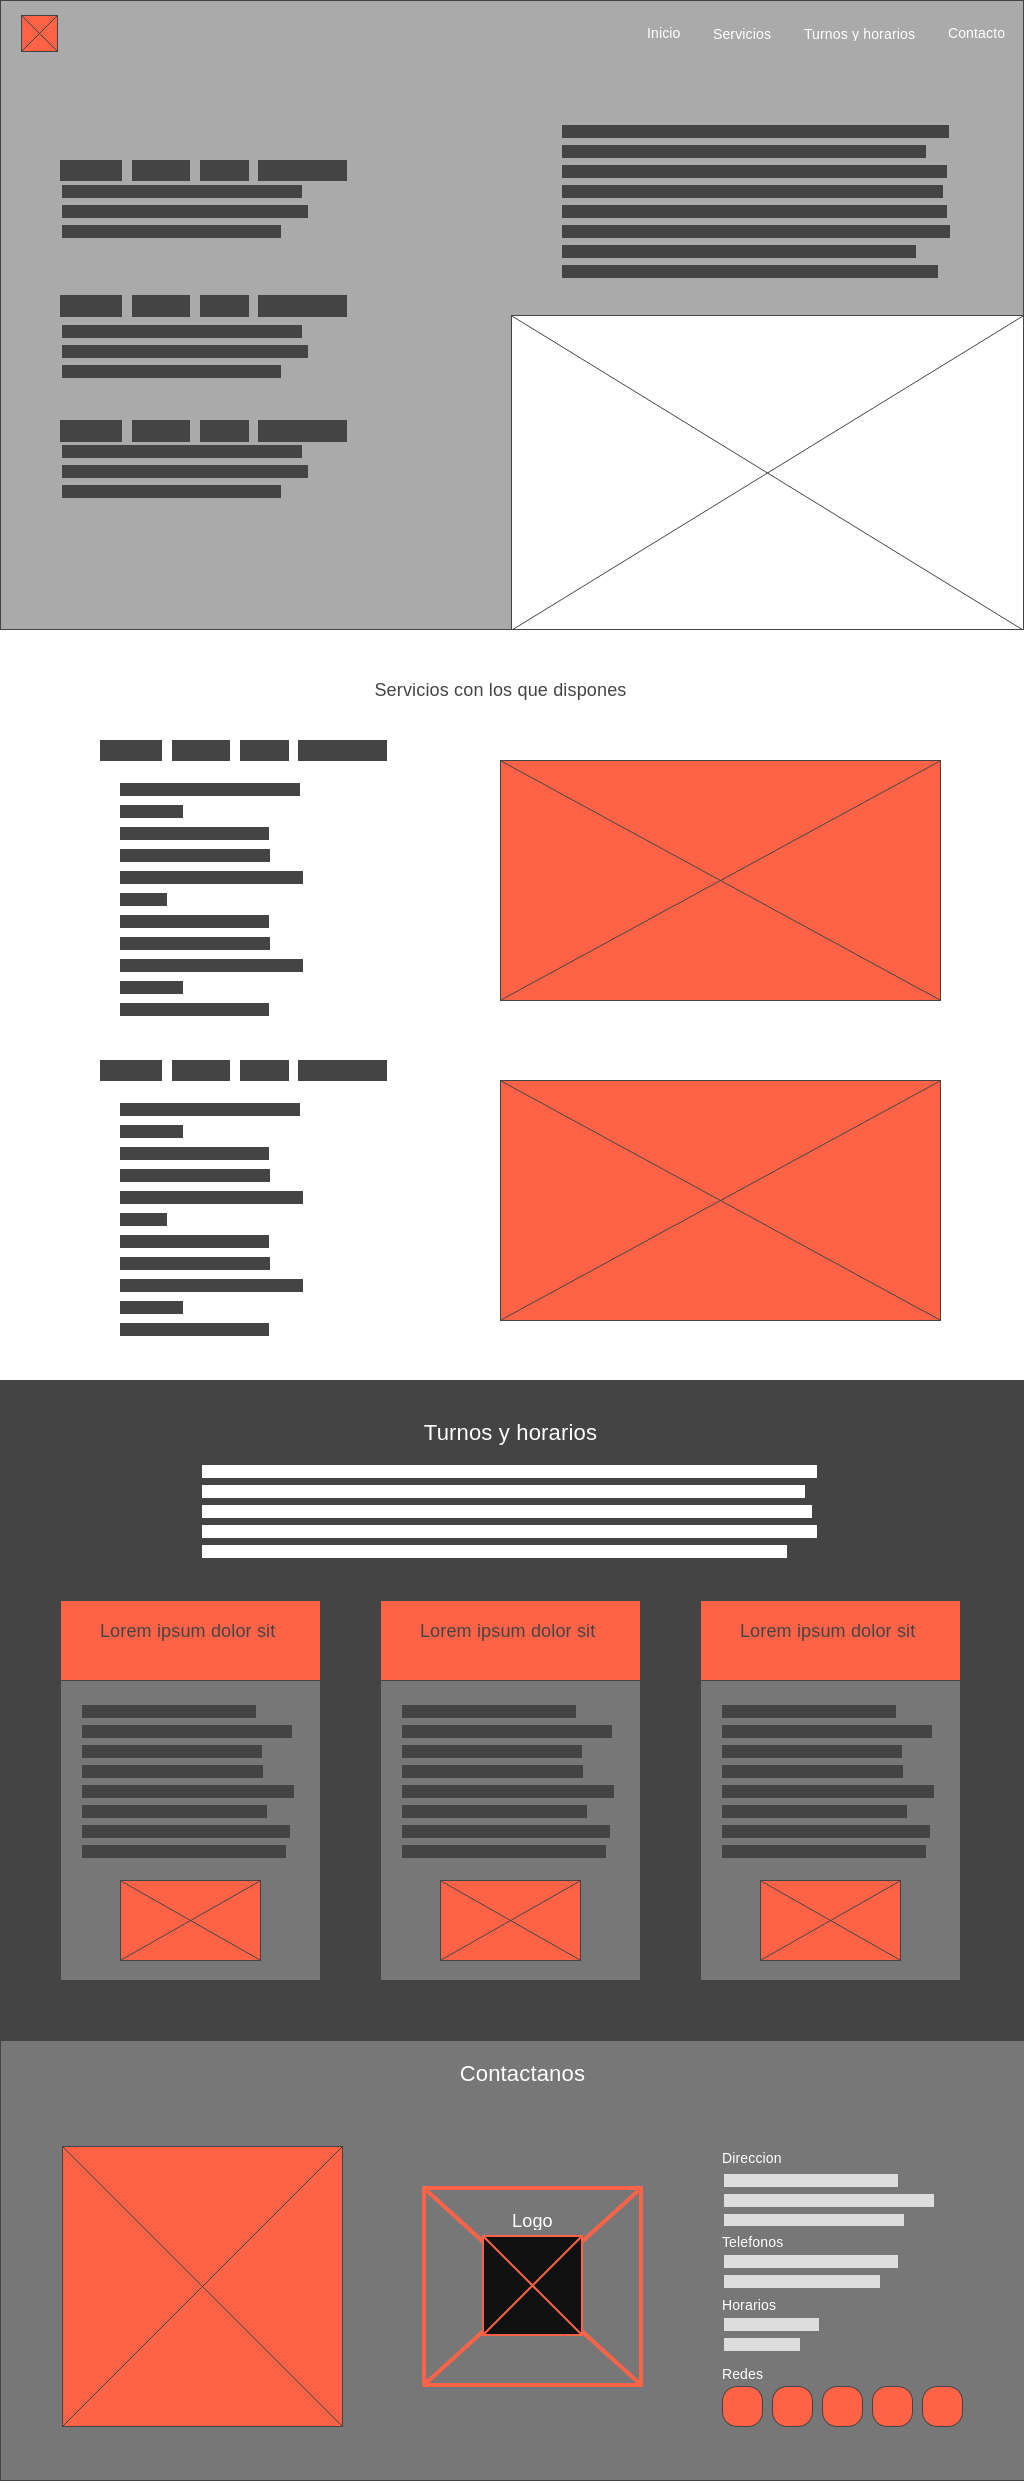 Inicio
Servicios
Turnos y horarios
Contacto
Servicios con los que dispones
Turnos y horarios
Lorem ipsum dolor sit
Lorem ipsum dolor sit
Lorem ipsum dolor sit
Contactanos
Logo
Direccion
Telefonos
Horarios
Redes